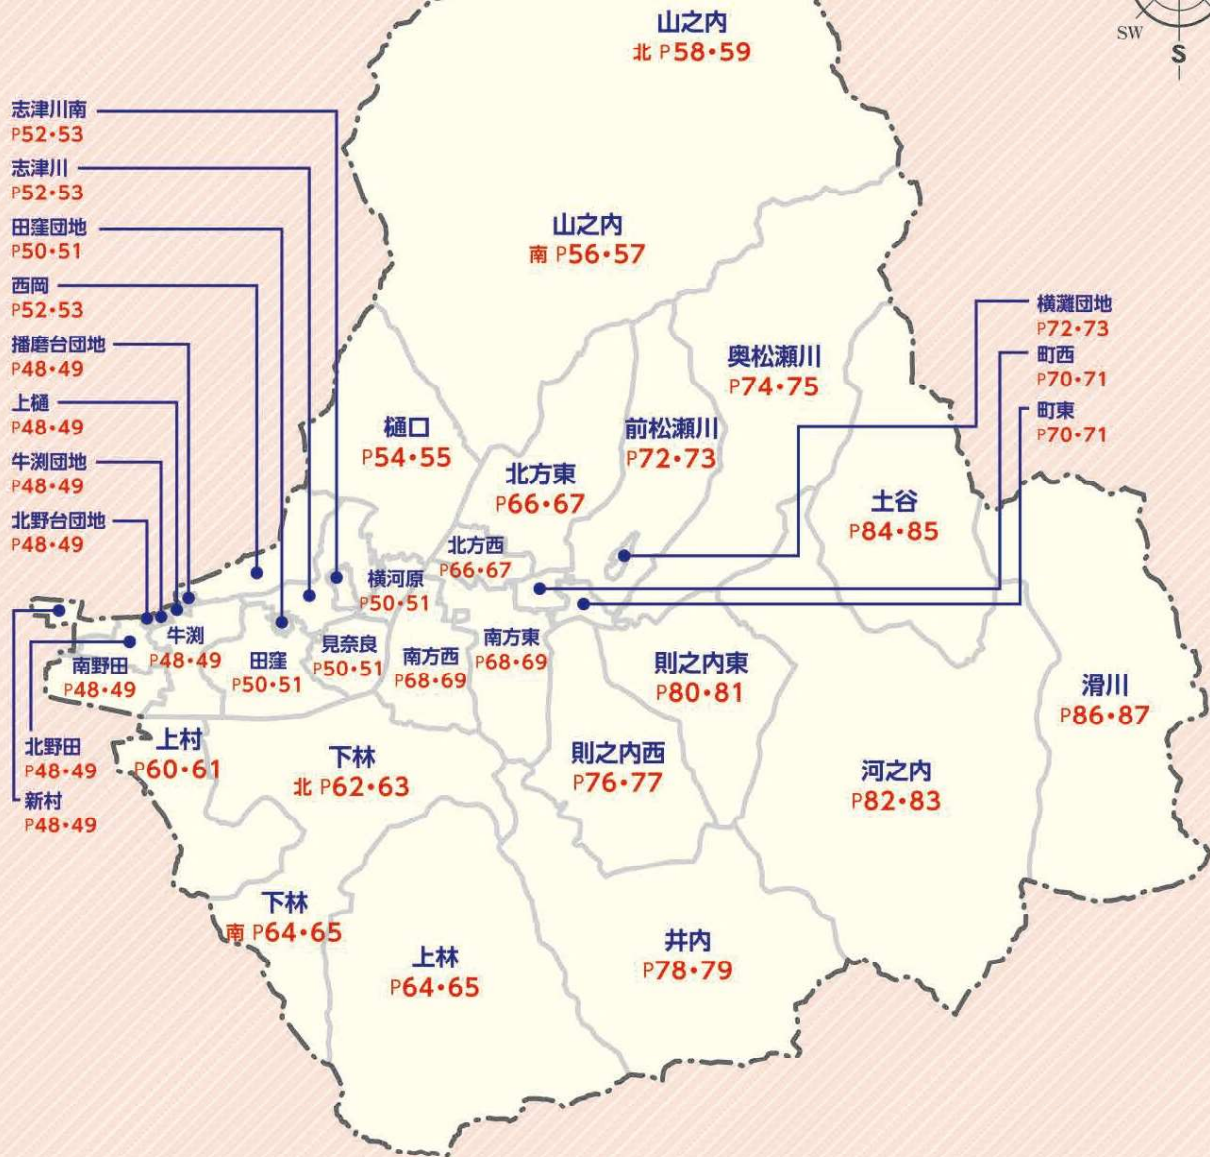 山之内
北 P58・59
SW
S
志津川南
P52・53
志津川
P52・53
田窪団地
P50・51
西岡
P52・53
播磨台団地
P48・49
上樋
P48・49
牛渕団地
P48・49
北野台団地
P48・49
山之内
南 P56・57
横灘団地
P72・73
町西
P70・71
町東
P70・71
奥松瀬川
P74・75
樋口
P54・55
前松瀬川
P72・73
北方東
P66・67
土谷
P84・85
北方西
P66・67
横河原
P50・51
牛渕
P48・49
南野田
P48・49
田窪
P50・51
見奈良
P50・51
南方西
P68・69
南方東
P68・69
則之内東
P80・81
滑川
P86・87
北野田
P48・49
新村
P48・49
上村
P60・61
下林
北 P62・63
則之内西
P76・77
河之内
P82・83
下林
南 P64・65
上林
P64・65
井内
P78・79